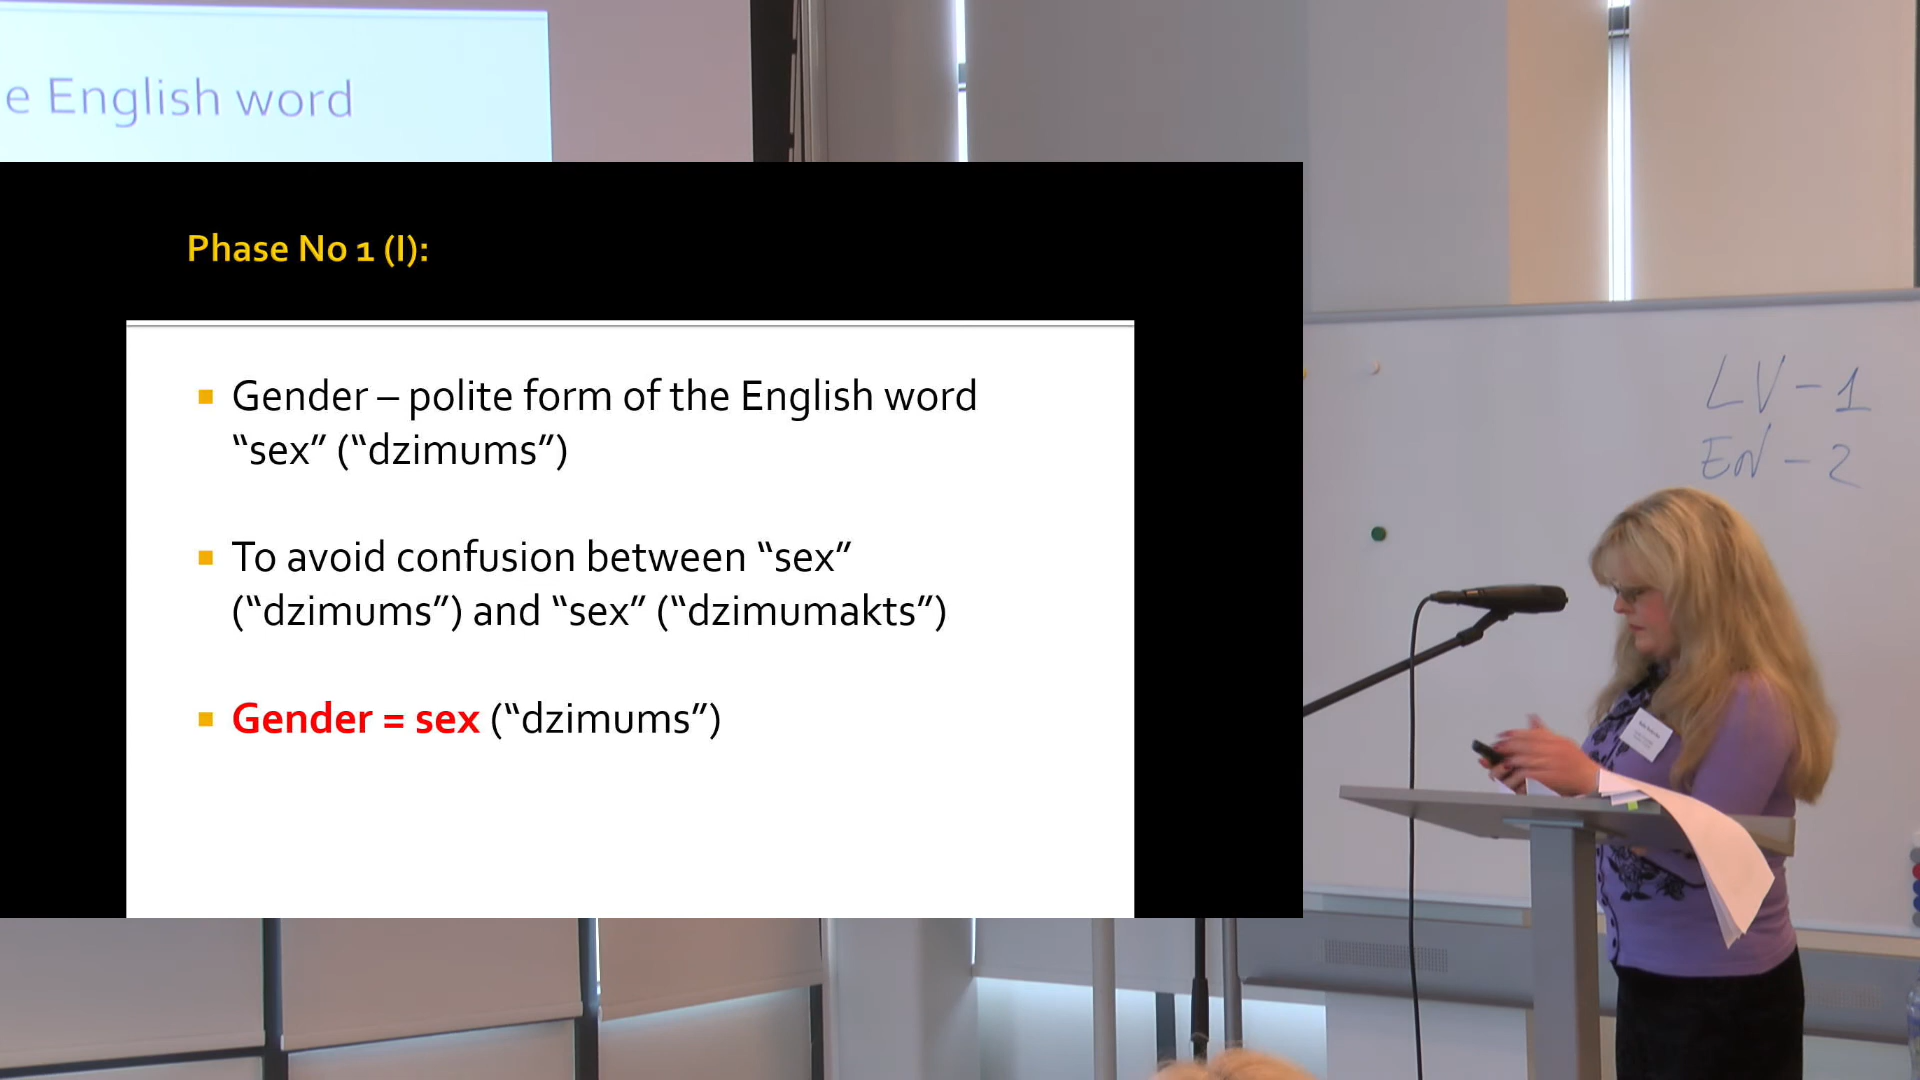 e English word
Phase No 1 (I):
Gender – polite form of the English word
“sex” (“dzimums”)
To avoid confusion between “sex”
(“dzimums”) and “sex” (“dzimumakts”)
Gender = sex (“dzimums”)
LV – 1
EN – 2